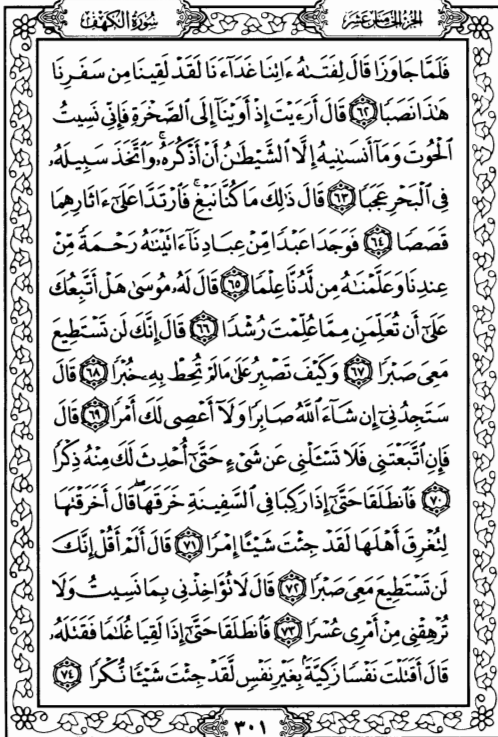 الجزء الخامس عشر
سورة الكهف
فَلَمَّا جَاوَزَا قَالَ لِفَتَىٰهُ ءَاتِنَا غَدَآءَنَا لَقَدْ لَقِينَا مِن سَفَرِنَا
هَٰذَا نَصَبًا ٦٢ قَالَ أَرَءَيْتَ إِذْ أَوَيْنَآ إِلَى ٱلصَّخْرَةِ فَإِنِّى نَسِيتُ
ٱلْحُوتَ وَمَآ أَنسَىٰنِيهُ إِلَّا ٱلشَّيْطَٰنُ أَنْ أَذْكُرَهُۥ ۚ وَٱتَّخَذَ سَبِيلَهُۥ
فِى ٱلْبَحْرِ عَجَبًا ٦٣ قَالَ ذَٰلِكَ مَا كُنَّا نَبْغِ ۚ فَٱرْتَدَّا عَلَىٰٓ ءَاثَارِهِمَا
قَصَصًا ٦٤ فَوَجَدَا عَبْدًا مِّنْ عِبَادِنَآ ءَاتَيْنَٰهُ رَحْمَةً مِّنْ
عِندِنَا وَعَلَّمْنَٰهُ مِن لَّدُنَّا عِلْمًا ٦٥ قَالَ لَهُۥ مُوسَىٰ هَلْ أَتَّبِعُكَ
عَلَىٰٓ أَن تُعَلِّمَنِ مِمَّا عُلِّمْتَ رُشْدًا ٦٦ قَالَ إِنَّكَ لَن تَسْتَطِيعَ
مَعِىَ صَبْرًا ٦٧ وَكَيْفَ تَصْبِرُ عَلَىٰ مَا لَمْ تُحِطْ بِهِۦ خُبْرًا ٦٨ قَالَ
سَتَجِدُنِىٓ إِن شَآءَ ٱللَّهُ صَابِرًا وَلَآ أَعْصِى لَكَ أَمْرًا ٦٩ قَالَ
فَإِنِ ٱتَّبَعْتَنِى فَلَا تَسْـَٔلْنِى عَن شَىْءٍ حَتَّىٰٓ أُحْدِثَ لَكَ مِنْهُ ذِكْرًا
٧٠ فَٱنطَلَقَا حَتَّىٰٓ إِذَا رَكِبَا فِى ٱلسَّفِينَةِ خَرَقَهَا ۖ قَالَ أَخَرَقْتَهَا
لِتُغْرِقَ أَهْلَهَا لَقَدْ جِئْتَ شَيْـًٔا إِمْرًا ٧١ قَالَ أَلَمْ أَقُلْ إِنَّكَ
لَن تَسْتَطِيعَ مَعِىَ صَبْرًا ٧٢ قَالَ لَا تُؤَاخِذْنِى بِمَا نَسِيتُ وَلَا
تُرْهِقْنِى مِنْ أَمْرِى عُسْرًا ٧٣ فَٱنطَلَقَا حَتَّىٰٓ إِذَا لَقِيَا غُلَٰمًا فَقَتَلَهُۥ
قَالَ أَقَتَلْتَ نَفْسًا زَكِيَّةًۢ بِغَيْرِ نَفْسٍ لَّقَدْ جِئْتَ شَيْـًٔا نُّكْرًا ٧٤
٣٠١